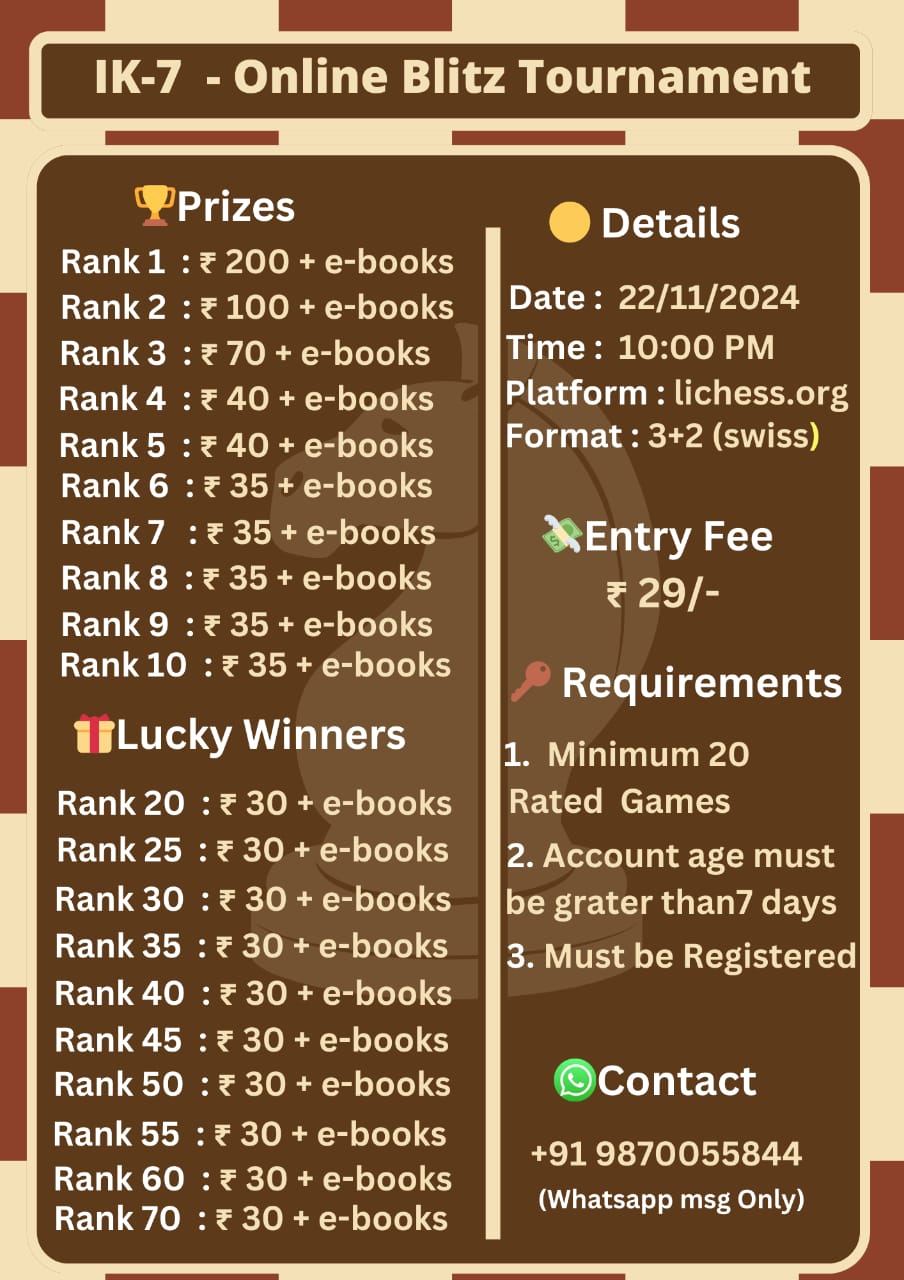 IK-7 - Online Blitz Tournament
Prizes
Rank 1 : ₹ 200 + e-books
Rank 2 : ₹ 100 + e-books
Rank 3 : ₹ 70 + e-books
Rank 4 : ₹ 40 + e-books
Rank 5 : ₹ 40 + e-books
Rank 6 : ₹ 35 + e-books
Rank 7 : ₹ 35 + e-books
Rank 8 : ₹ 35 + e-books
Rank 9 : ₹ 35 + e-books
Rank 10 : ₹ 35 + e-books
Lucky Winners
Rank 20 : ₹ 30 + e-books
Rank 25 : ₹ 30 + e-books
Rank 30 : ₹ 30 + e-books
Rank 35 : ₹ 30 + e-books
Rank 40 : ₹ 30 + e-books
Rank 45 : ₹ 30 + e-books
Rank 50 : ₹ 30 + e-books
Rank 55 : ₹ 30 + e-books
Rank 60 : ₹ 30 + e-books
Rank 70 : ₹ 30 + e-books
Details
Date : 22/11/2024
Time : 10:00 PM
Platform : lichess.org
Format : 3+2 (swiss)
Entry Fee
₹ 29/-
Requirements
1. Minimum 20
Rated Games
2. Account age must
be grater than7 days
3. Must be Registered
Contact
+91 9870055844
(Whatsapp msg Only)